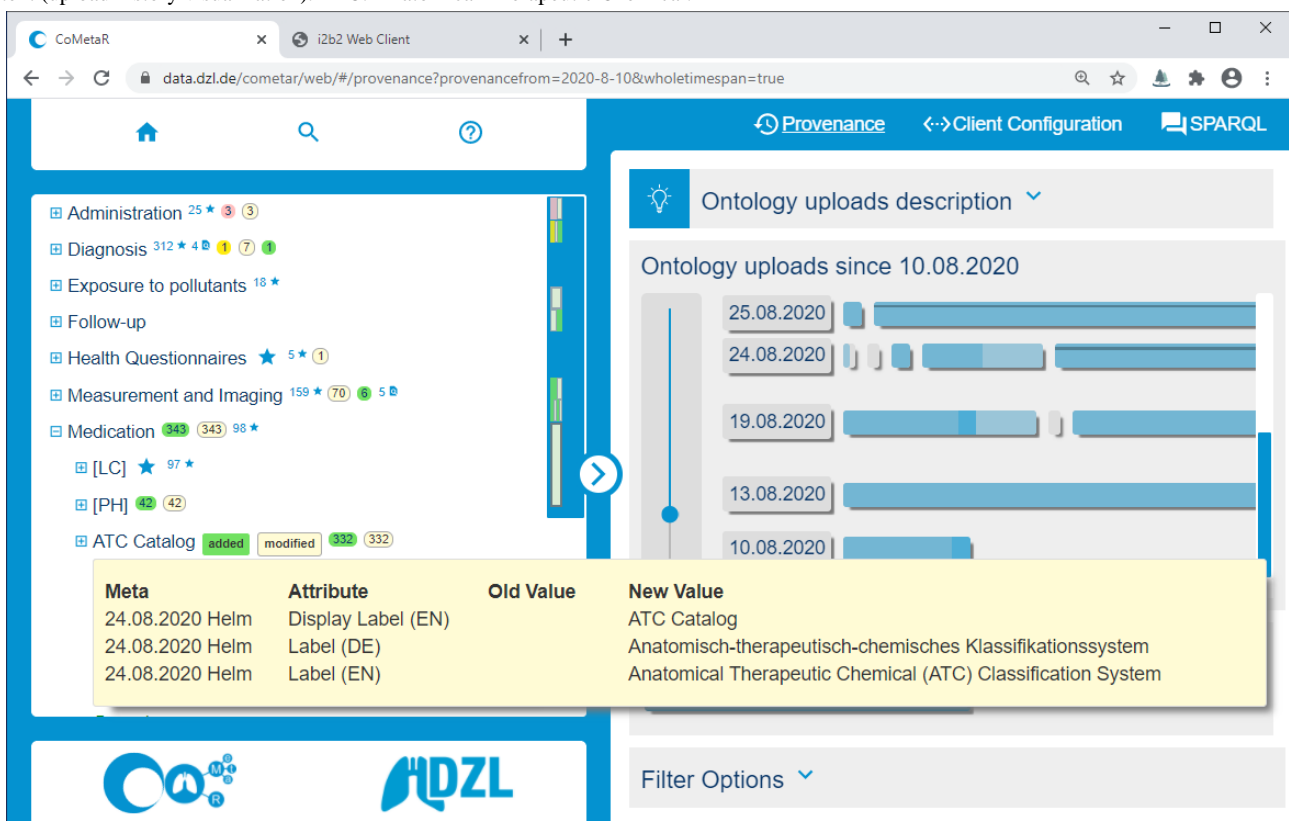 CoMetaR × i2b2 Web Client × +
data.dzl.de/cometar/web/#/provenance?provenancefrom=2020-8-10&wholetimespan=true
Provenance <··>Client Configuration SPARQL
Administration 25 ★ 3 3
Diagnosis 312 ★ 4 1 7 1
Exposure to pollutants 18 ★
Follow-up
Health Questionnaires ★ 5 ★ 1
Measurement and Imaging 159 ★ 70 6 5
Medication 343 343 98 ★
[LC] ★ 97 ★
[PH] 42 42
ATC Catalog added modified 332 332
Ontology uploads description
Ontology uploads since 10.08.2020
25.08.2020
24.08.2020
19.08.2020
13.08.2020
10.08.2020
Meta Attribute Old Value New Value
24.08.2020 Helm Display Label (EN) ATC Catalog
24.08.2020 Helm Label (DE) Anatomisch-therapeutisch-chemisches Klassifikationssystem
24.08.2020 Helm Label (EN) Anatomical Therapeutic Chemical (ATC) Classification System
Co M e t a R
DZL
Filter Options